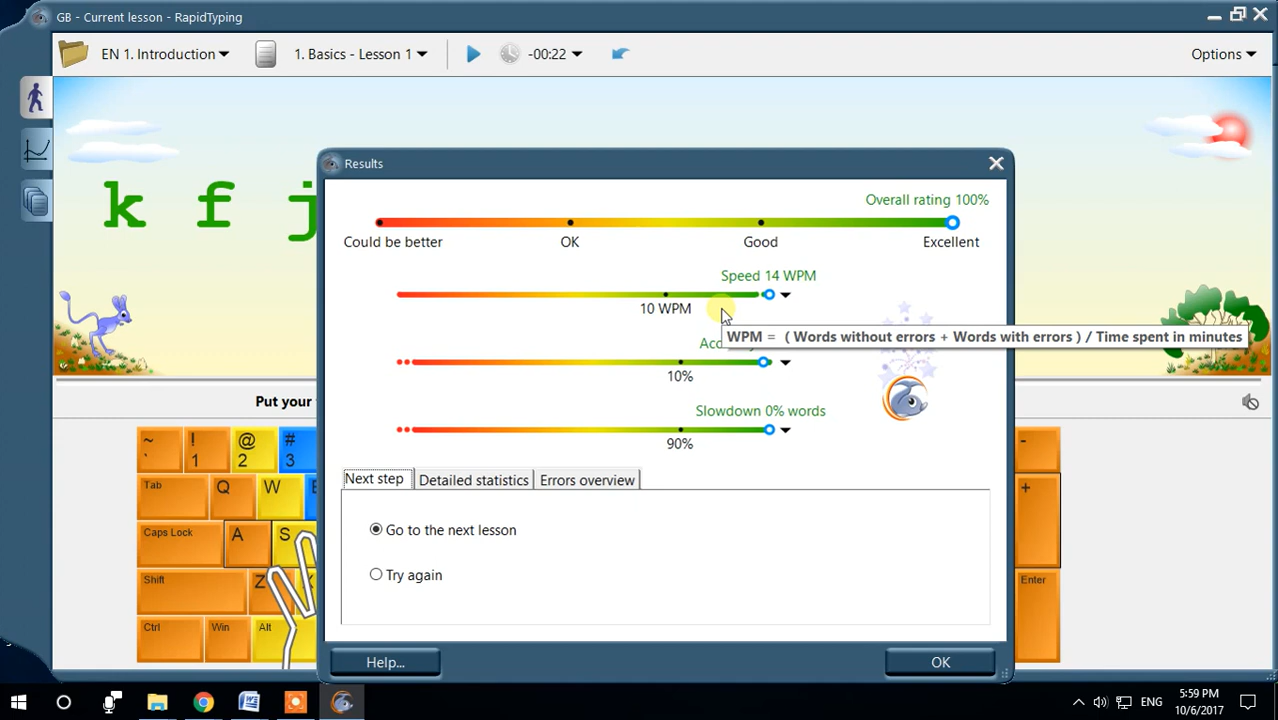 GB - Current lesson - RapidTyping
EN 1. Introduction
1. Basics - Lesson 1
-00:22
Options
k f j
Results
Overall rating 100%
Could be better
OK
Good
Excellent
Speed 14 WPM
10 WPM
WPM = ( Words without errors + Words with errors ) / Time spent in minutes
10%
Slowdown 0% words
90%
Put your
~
`
!
1
@
2
#
3
-
Tab
Q
W
+
Caps Lock
A
S
Shift
Z
Enter
Ctrl
Win
Alt
Next step
Detailed statistics
Errors overview
Go to the next lesson
Try again
Help...
OK
ENG
5:59 PM
10/6/2017